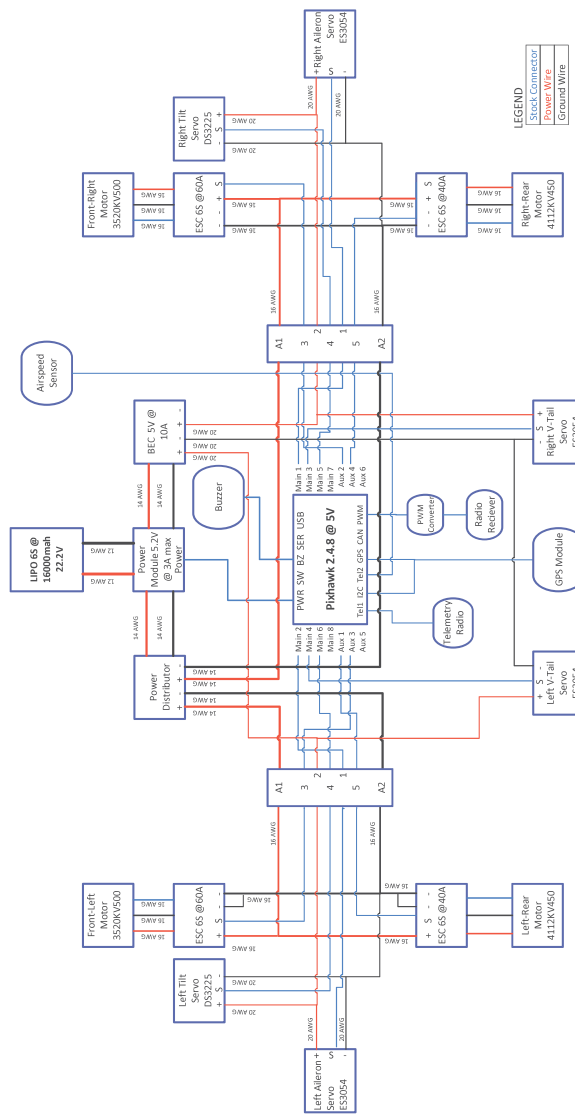 LIPO 6S @
16000mah
22.2V
12 AWG
12 AWG
Power
Distributor
+
-
+
-
14 AWG
14 AWG
14 AWG
14 AWG
14 AWG
14 AWG
Power
Module 5.2V
@ 3A max
Power
14 AWG
14 AWG
BEC 5V @
10A
+
-
+
-
20 AWG
20 AWG
20 AWG
Buzzer
Airspeed
Sensor
Front-Left
Motor
3520KV500
16 AWG
16 AWG
16 AWG
ESC 6S @60A
+
S
-
-
16 AWG
16 AWG
Left Tilt
Servo
DS3225
+
S
-
20 AWG
20 AWG
Left Aileron
Servo
ES3054
+
S
-
20 AWG
20 AWG
ESC 6S @40A
+
S
-
-
16 AWG
16 AWG
Left-Rear
Motor
4112KV450
16 AWG
16 AWG
A1
3
2
4
1
5
A2
Main 2
Main 4
Main 6
Main 8
Aux 1
Aux 3
Aux 5
PWR SW BZ SER USB
Pixhawk 2.4.8 @ 5V
Tel1 I2C Tel2 GPS CAN PWM
Main 1
Main 3
Main 5
Main 7
Aux 2
Aux 4
Aux 6
A1
3
2
4
1
5
A2
16 AWG
16 AWG
Front-Right
Motor
3520KV500
16 AWG
16 AWG
16 AWG
ESC 6S @60A
-
-
+
S
16 AWG
16 AWG
Right Tilt
Servo
DS3225
-
S
+
20 AWG
20 AWG
Right Aileron
Servo
ES3054
+
S
-
20 AWG
20 AWG
ESC 6S @40A
-
-
+
S
16 AWG
16 AWG
16 AWG
16 AWG
16 AWG
Right-Rear
Motor
4112KV450
Telemetry
Radio
PWM
Converter
Radio
Reciever
GPS Module
+
S
-
Left V-Tail
Servo
-
S
+
Right V-Tail
Servo
LEGEND
Stock Connector
Power Wire
Ground Wire